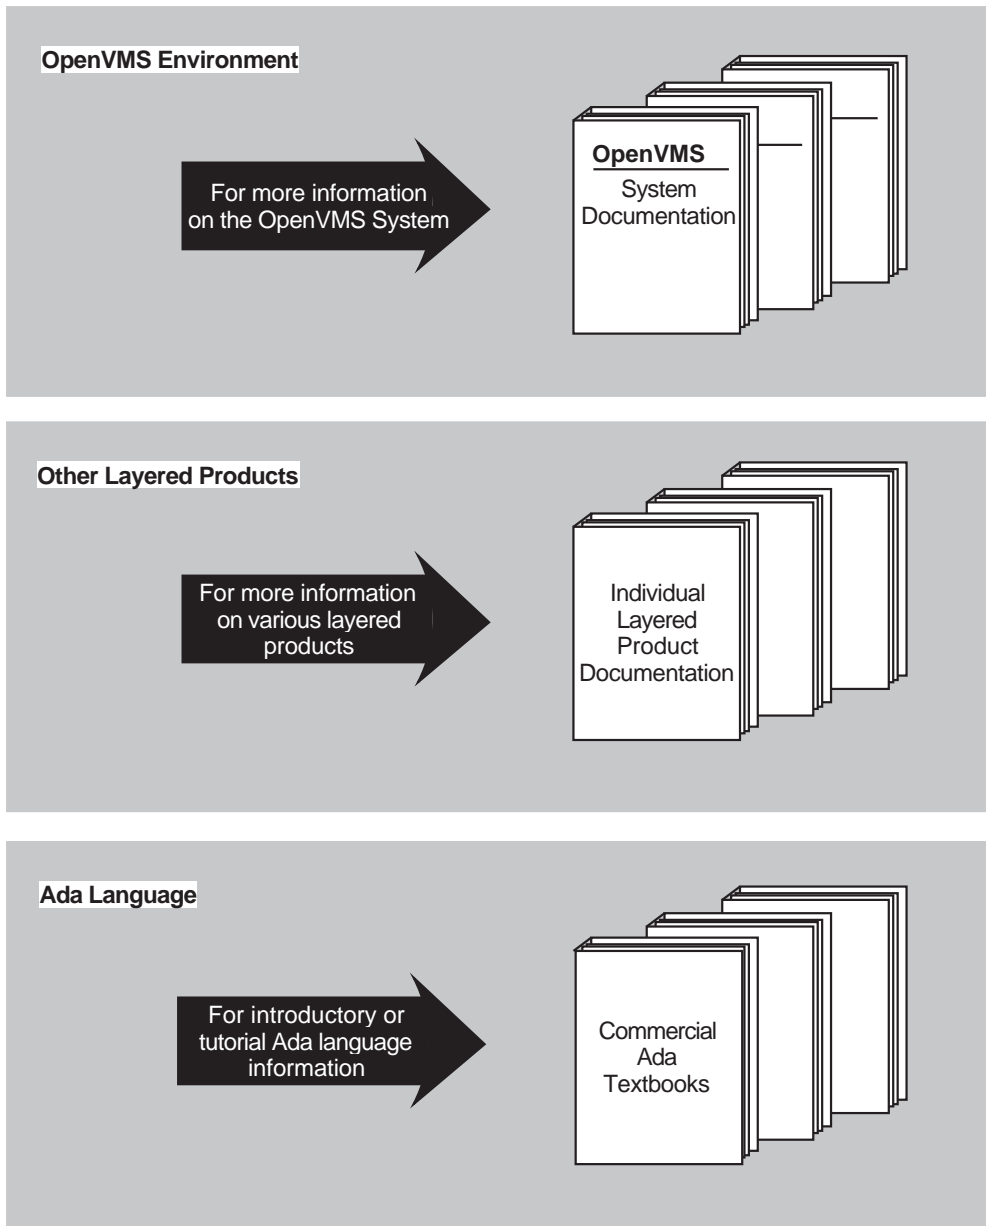 OpenVMS Environment
For more information
on the OpenVMS System
OpenVMS
System
Documentation
Other Layered Products
For more information
on various layered
products
Individual
Layered
Product
Documentation
Ada Language
For introductory or
tutorial Ada language
information
Commercial
Ada
Textbooks